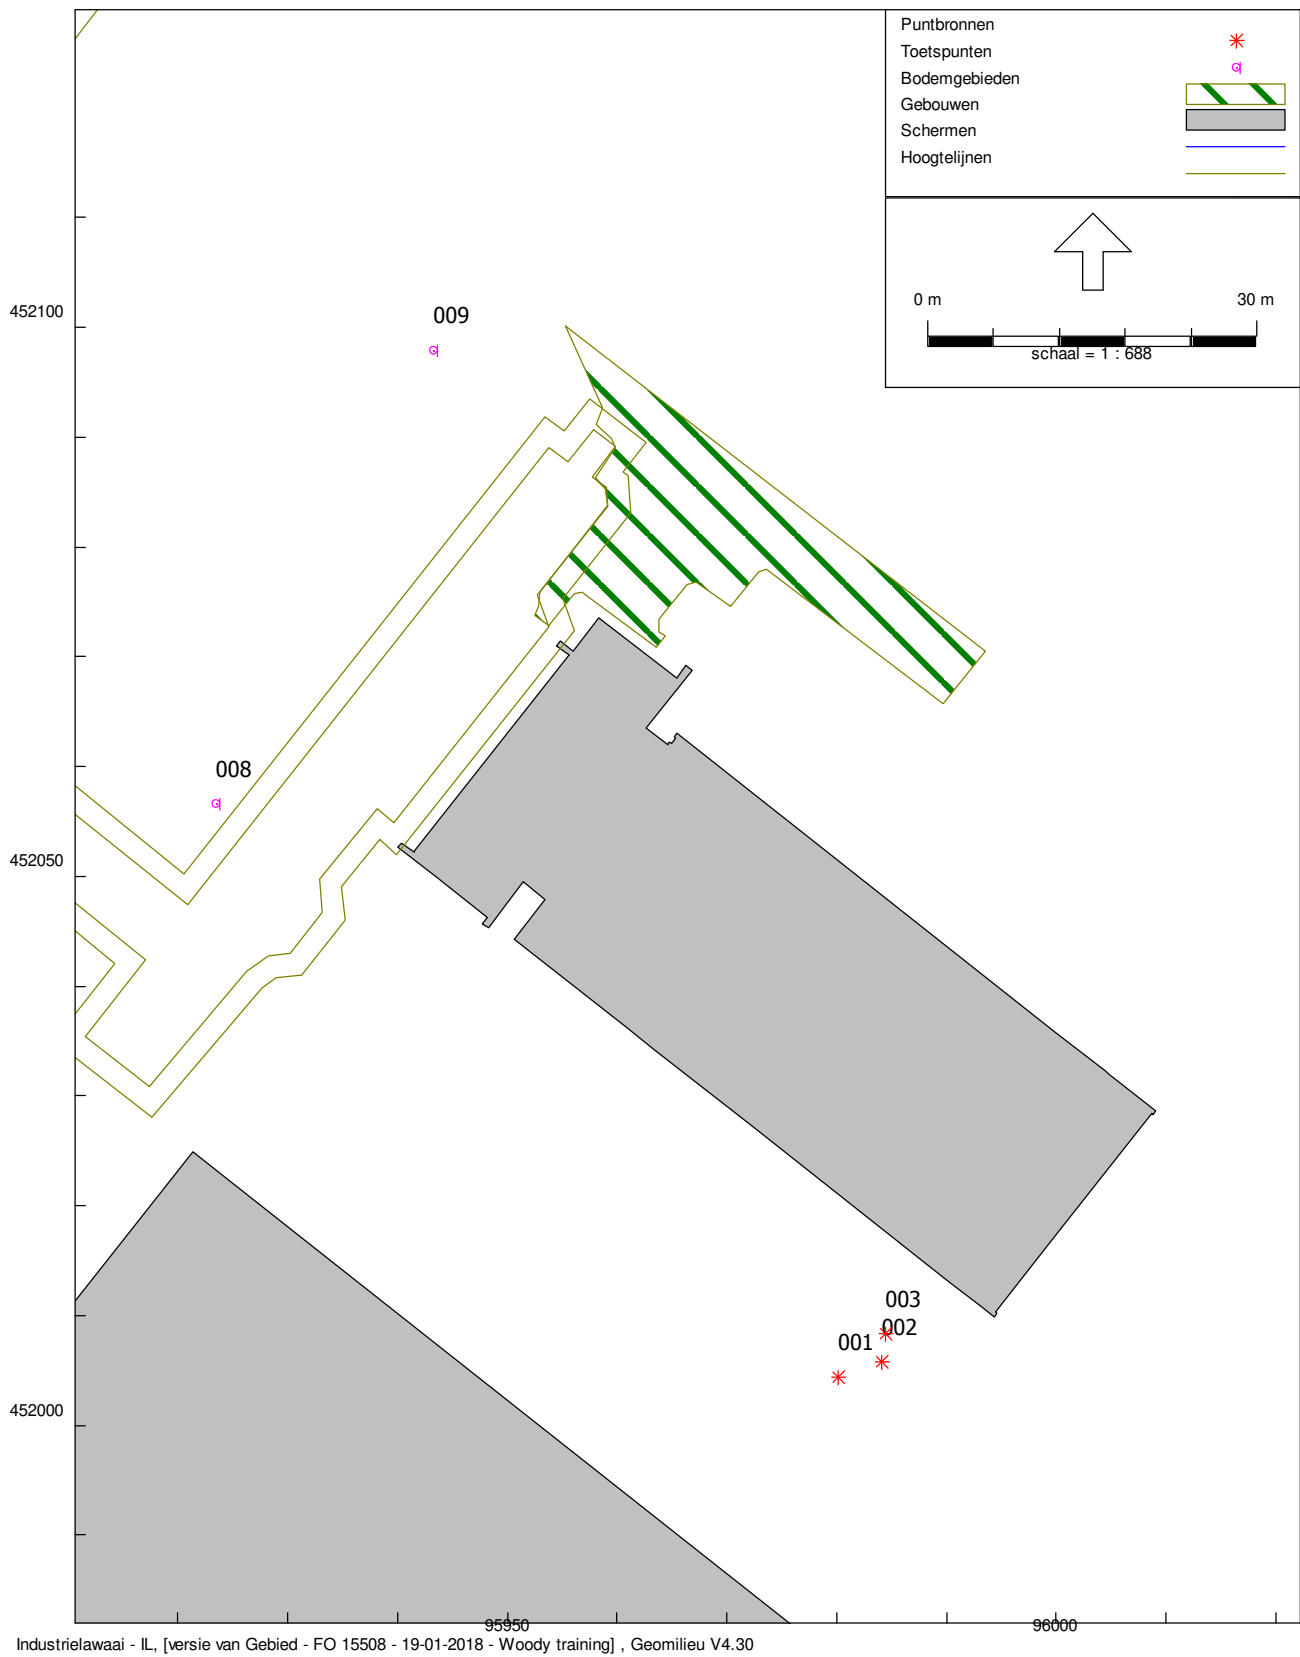 Puntbronnen
Toetspunten
Bodemgebieden
Gebouwen
Schermen
Hoogtelijnen
0 m 30 m
schaal = 1 : 688
452100
009
008
452050
003
002
001
452000
95950 96000
Industrielawaai - IL, [versie van Gebied - FO 15508 - 19-01-2018 - Woody training] , Geomilieu V4.30